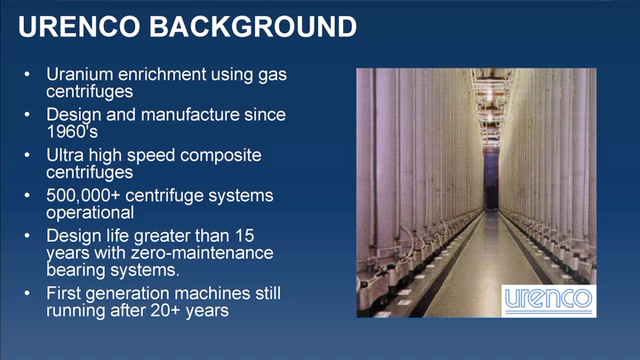 URENCO BACKGROUND
• Uranium enrichment using gas
centrifuges
• Design and manufacture since
1960's
• Ultra high speed composite
centrifuges
• 500,000+ centrifuge systems
operational
• Design life greater than 15
years with zero-maintenance
bearing systems.
• First generation machines still
running after 20+ years
urenco